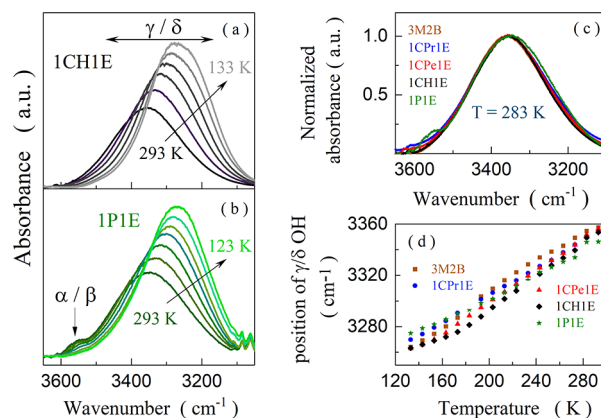 γ / δ
( a )
1CH1E
133 K
293 K
Absorbance ( a.u. )
1P1E
( b )
123 K
α / β
293 K
3600
3300
Wavenumber ( cm⁻¹ )
3M2B
1CPr1E
1CPe1E
1CH1E
1P1E
( c )
T = 283 K
1.0
0.5
Normalized
absorbance ( a.u. )
3600
3400
3200
Wavenumber ( cm⁻¹ )
( d )
3M2B
1CPr1E
1CPe1E
1CH1E
1P1E
3360
3320
3280
position of γ/δ OH
( cm⁻¹ )
120
160
200
240
280
Temperature ( K )